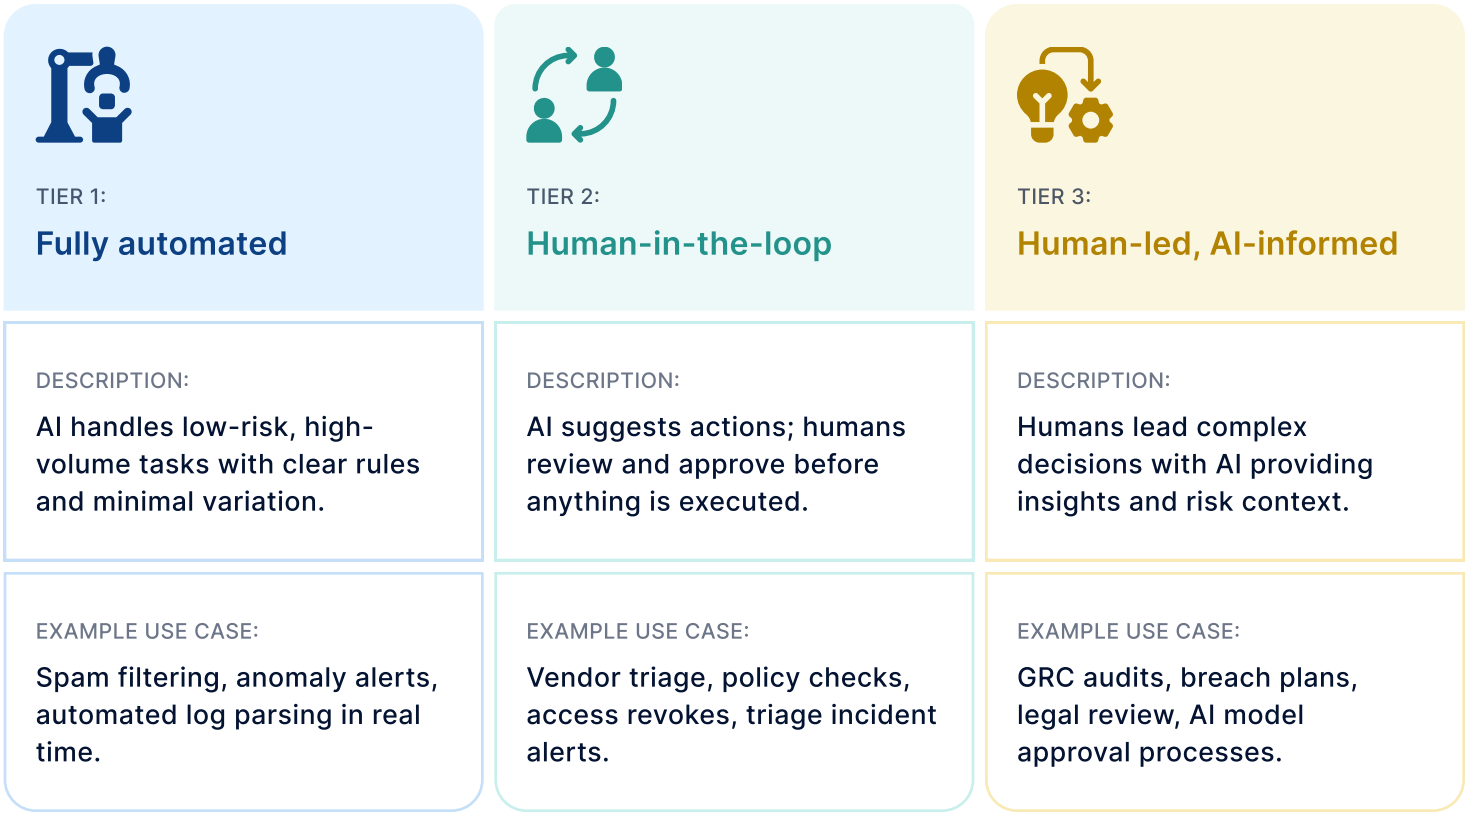 TIER 1:
Fully automated
DESCRIPTION:
AI handles low-risk, high-
volume tasks with clear rules
and minimal variation.
EXAMPLE USE CASE:
Spam filtering, anomaly alerts,
automated log parsing in real
time.
TIER 2:
Human-in-the-loop
DESCRIPTION:
AI suggests actions; humans
review and approve before
anything is executed.
EXAMPLE USE CASE:
Vendor triage, policy checks,
access revokes, triage incident
alerts.
TIER 3:
Human-led, AI-informed
DESCRIPTION:
Humans lead complex
decisions with AI providing
insights and risk context.
EXAMPLE USE CASE:
GRC audits, breach plans,
legal review, AI model
approval processes.